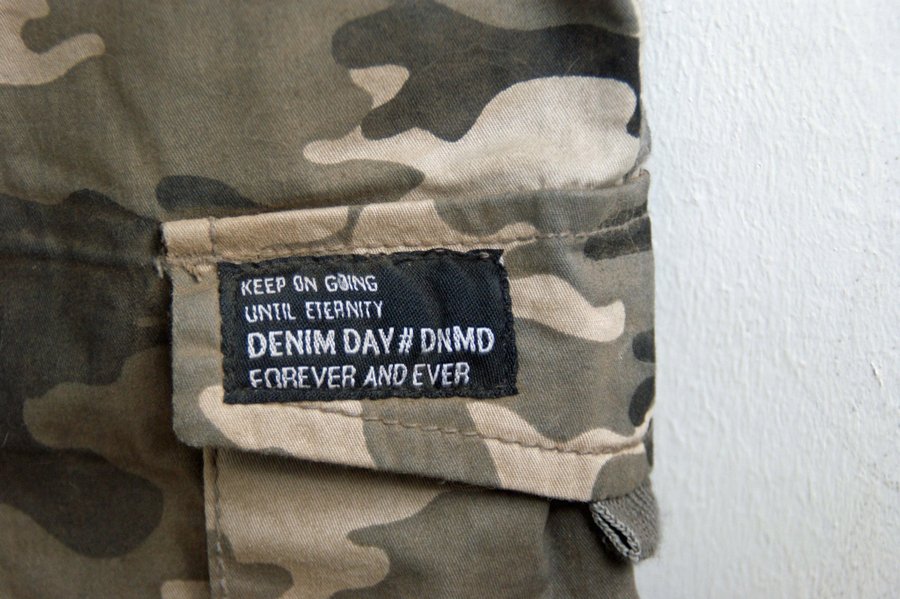 KEEP ON GOING
UNTIL ETERNITY
DENIM DAY # DNMD
FOREVER AND EVER